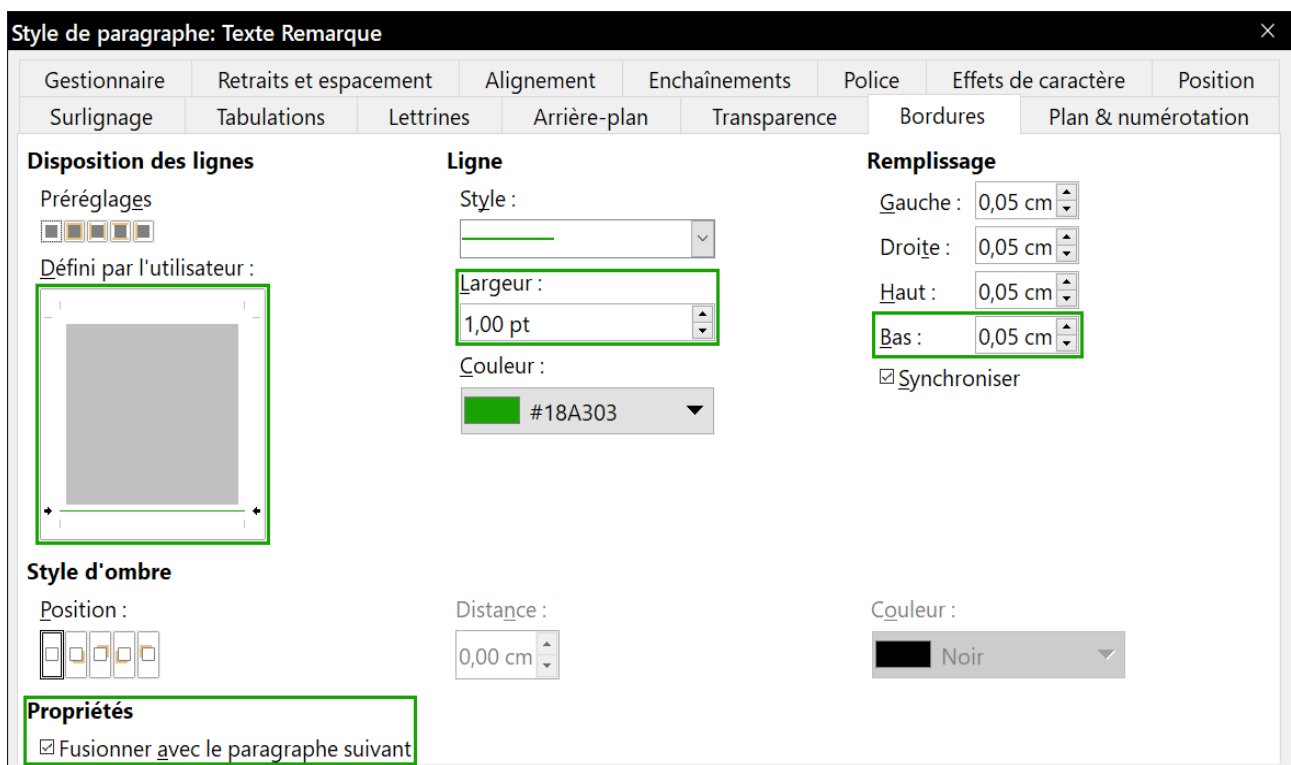 Style de paragraphe: Texte Remarque
Gestionnaire Retraits et espacement Alignement Enchaînements Police Effets de caractère Position
Surlignage Tabulations Lettrines Arrière-plan Transparence Bordures Plan & numérotation
Disposition des lignes Ligne Remplissage
Préréglages Style : Gauche : 0,05 cm
Droite : 0,05 cm
Défini par l'utilisateur : Largeur : Haut : 0,05 cm
1,00 pt Bas : 0,05 cm
Couleur : Synchroniser
#18A303
Style d'ombre
Position : Distance : Couleur :
0,00 cm Noir
Propriétés
Fusionner avec le paragraphe suivant